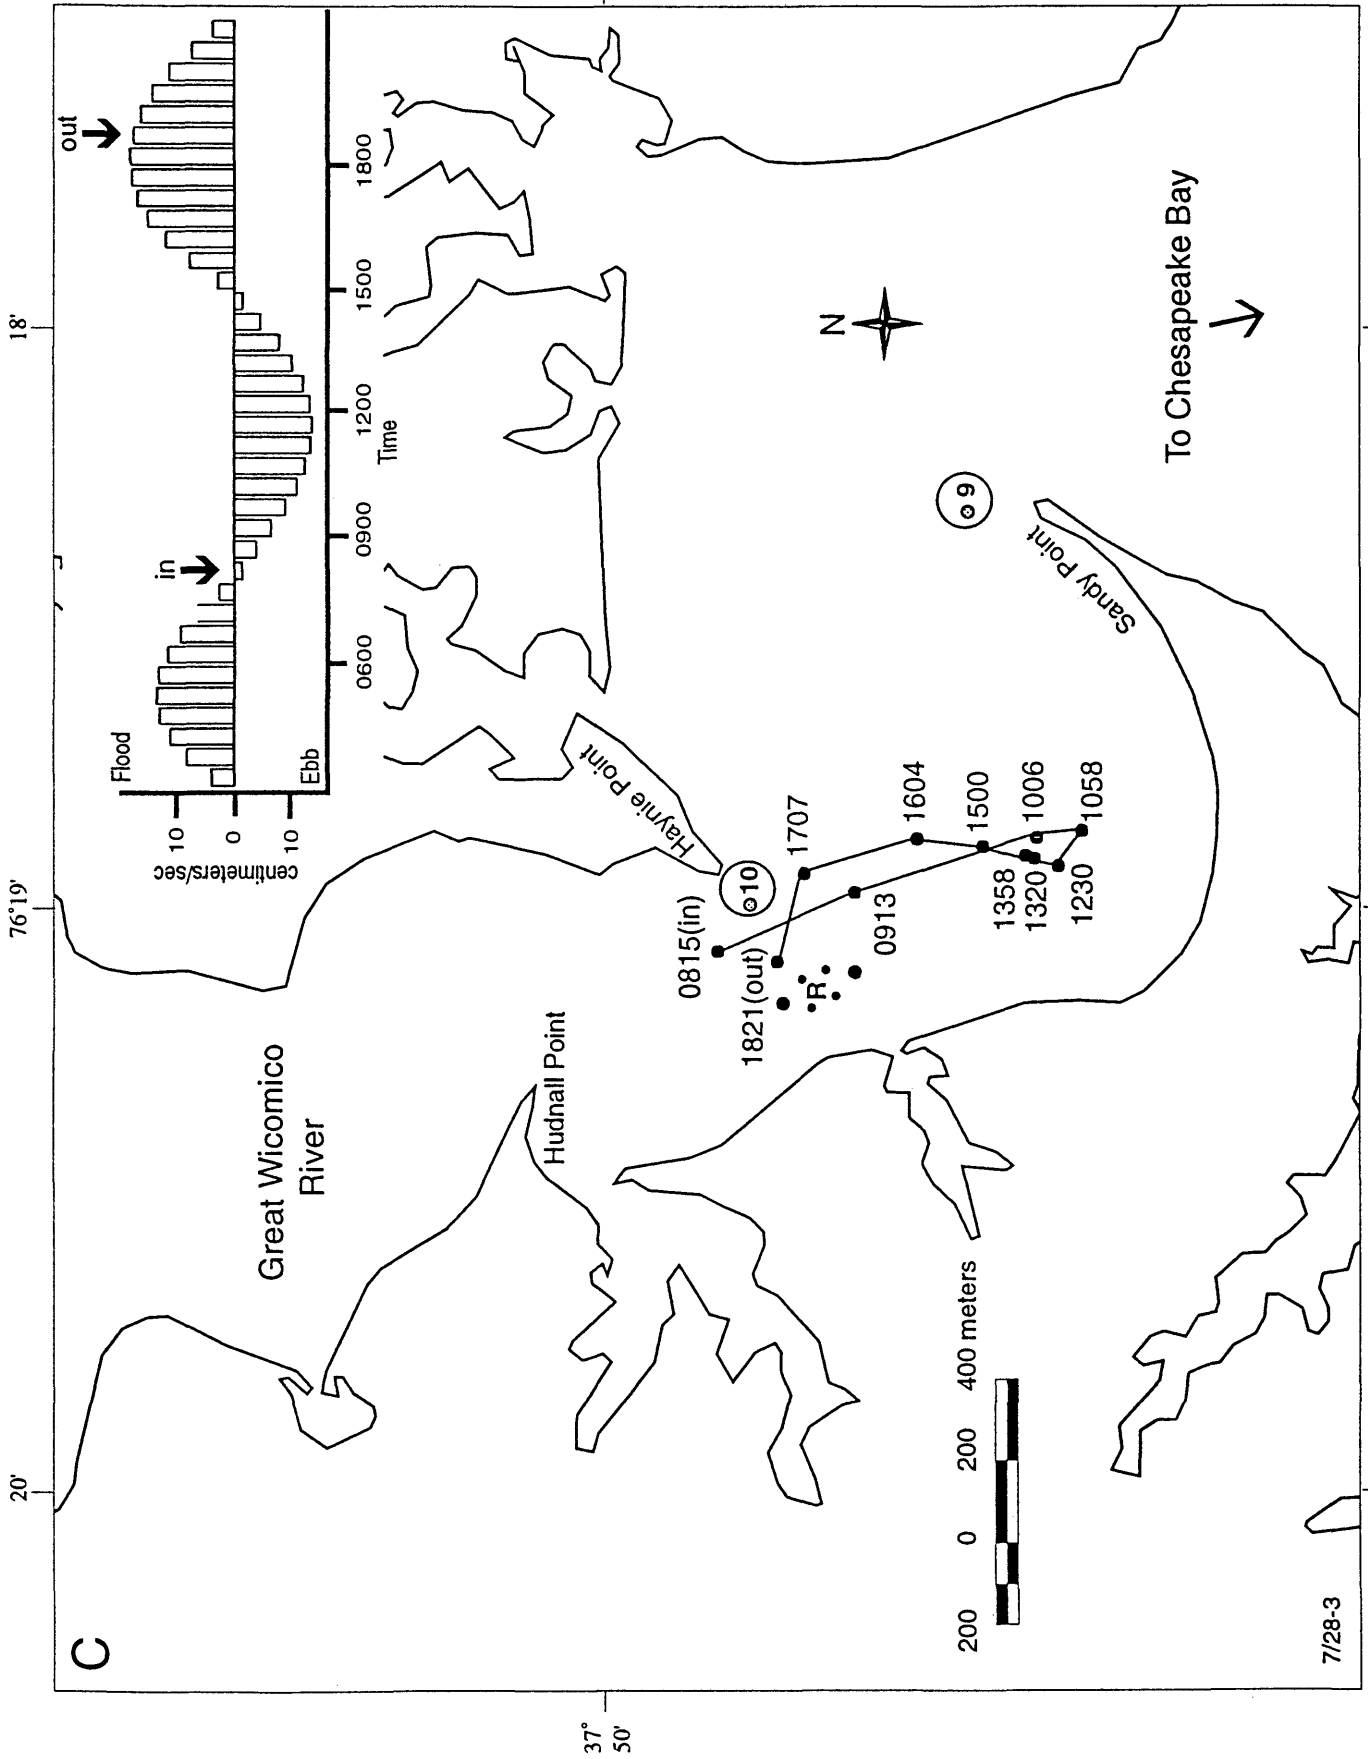 C
20'
76°19'
18'
37°
50'
Great Wicomico
River
Hudnall Point
Haynie Point
Sandy Point
To Chesapeake Bay
N
10
9
R
0815(in)
1821(out)
0913
1707
1604
1500
1006
1058
1358
1320
1230
200 0 200 400 meters
7/28-3
Flood
Ebb
10
0
10
centimeters/sec
in
out
0600 0900 1200 1500 1800
Time